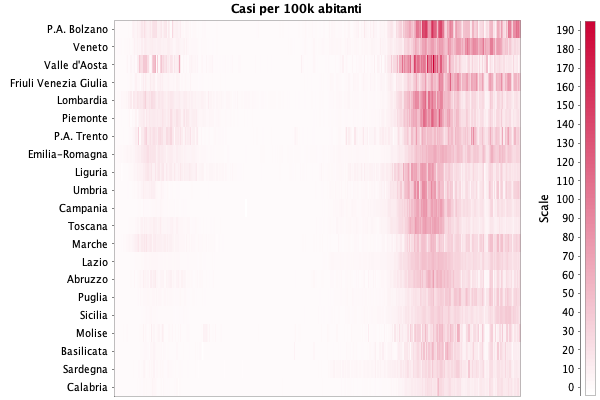 Casi per 100k abitanti
P.A. Bolzano
Veneto
Valle d'Aosta
Friuli Venezia Giulia
Lombardia
Piemonte
P.A. Trento
Emilia-Romagna
Liguria
Umbria
Campania
Toscana
Marche
Lazio
Abruzzo
Puglia
Sicilia
Molise
Basilicata
Sardegna
Calabria
Scale
190
180
170
160
150
140
130
120
110
100
90
80
70
60
50
40
30
20
10
0